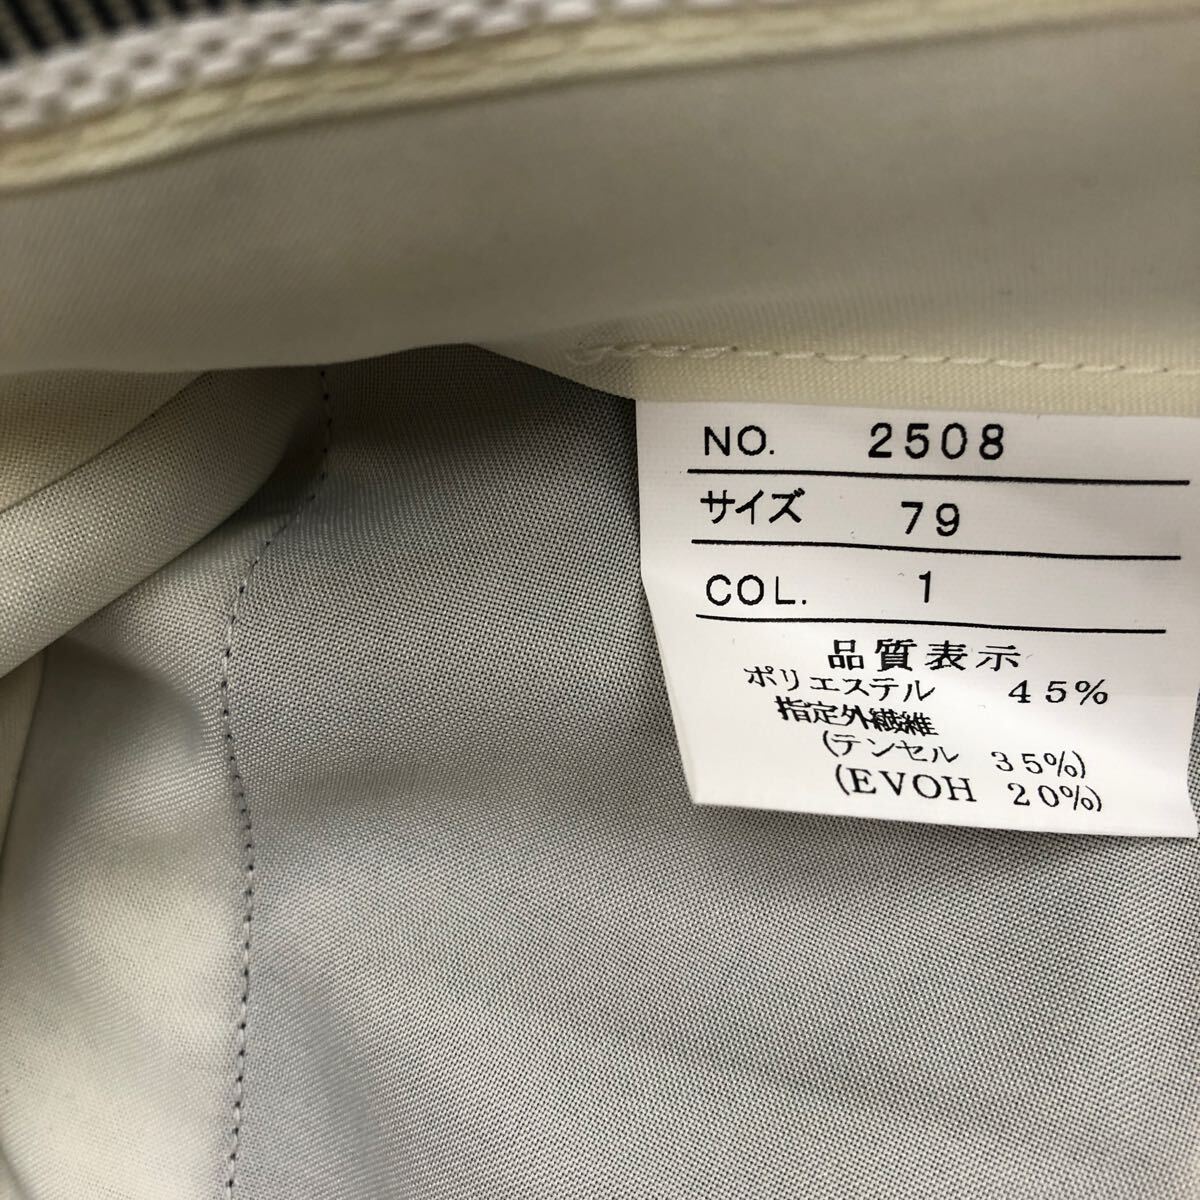 NO. 2508
サイズ 79
COL. 1
品質表示
ポリエステル 45%
指定外繊維
(テンセル 35%)
(EVOH 20%)